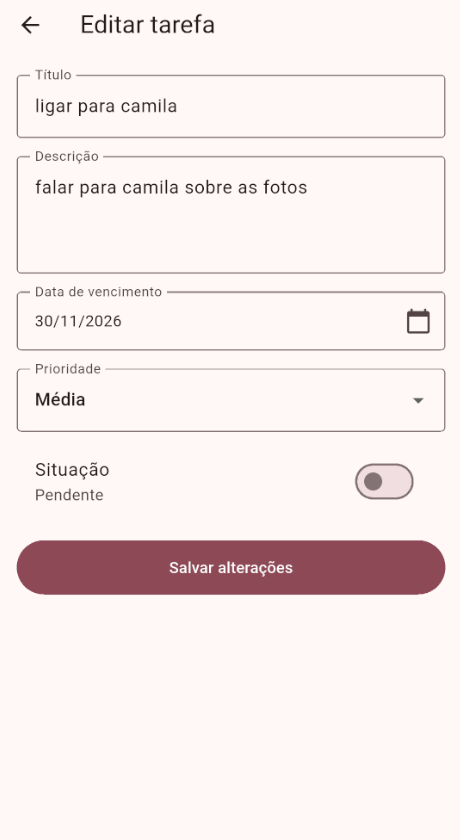 Editar tarefa
Título
ligar para camila
Descrição
falar para camila sobre as fotos
Data de vencimento
30/11/2026
Prioridade
Média
Situação
Pendente
Salvar alterações